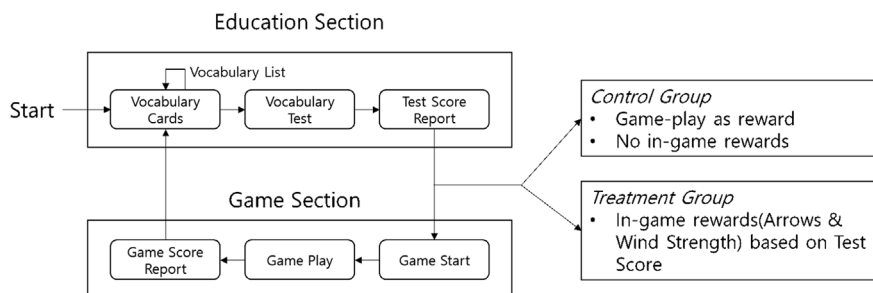 Education Section
Vocabulary List
Start
Vocabulary
Cards
Vocabulary
Test
Test Score
Report
Control Group
• Game-play as reward
• No in-game rewards
Game Section
Game Score
Report
Game Play
Game Start
Treatment Group
• In-game rewards(Arrows &
Wind Strength) based on Test
Score